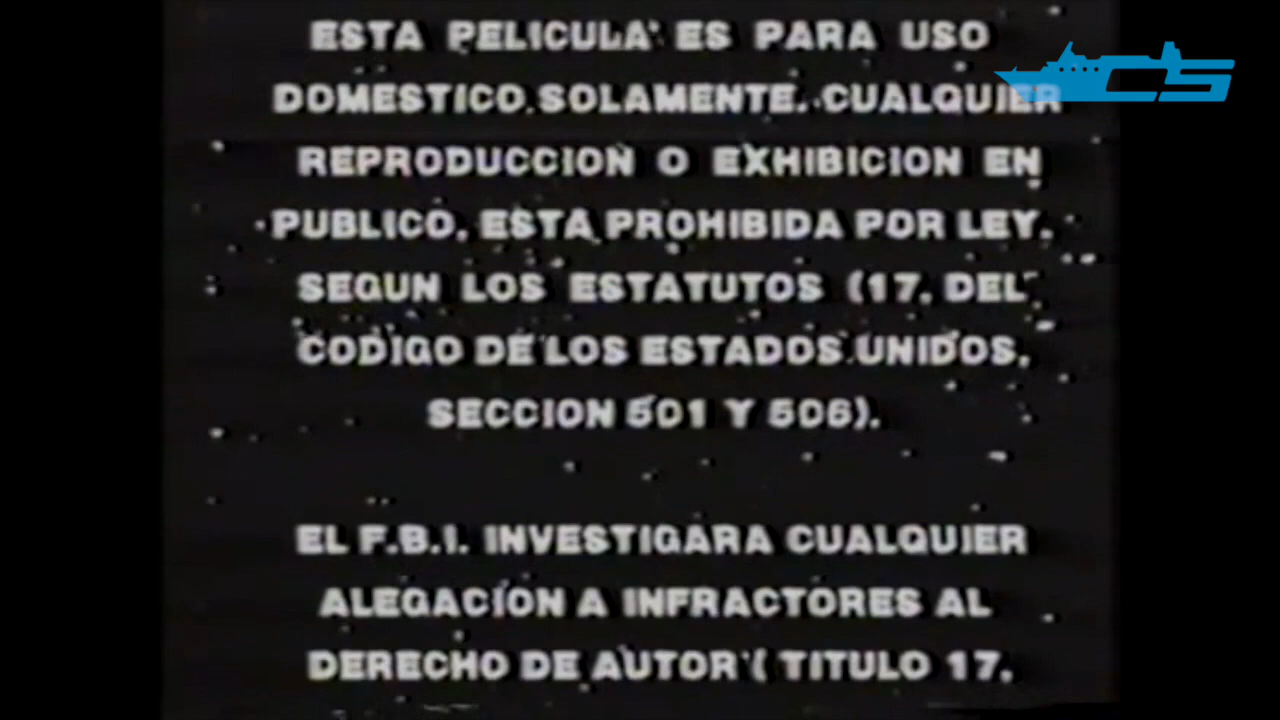 ESTA PELICULA ES PARA USO
DOMESTICO. SOLAMENTE. CUALQUIER
REPRODUCCION O EXHIBICION EN
PUBLICO. ESTA PROHIBIDA POR LEY.
SEGUN LOS ESTATUTOS (17. DEL
CODIGO DE LOS ESTADOS UNIDOS.
SECCION 501 Y 506).
EL F.B.I. INVESTIGARA CUALQUIER
ALEGACION A INFRACTORES AL
DERECHO DE AUTOR ( TITULO 17.
CS